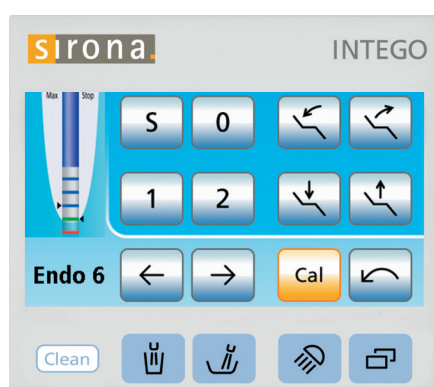 sirona.
INTEGO
Max Stop
S 0
1 2
Endo 6 ← → Cal
Clean